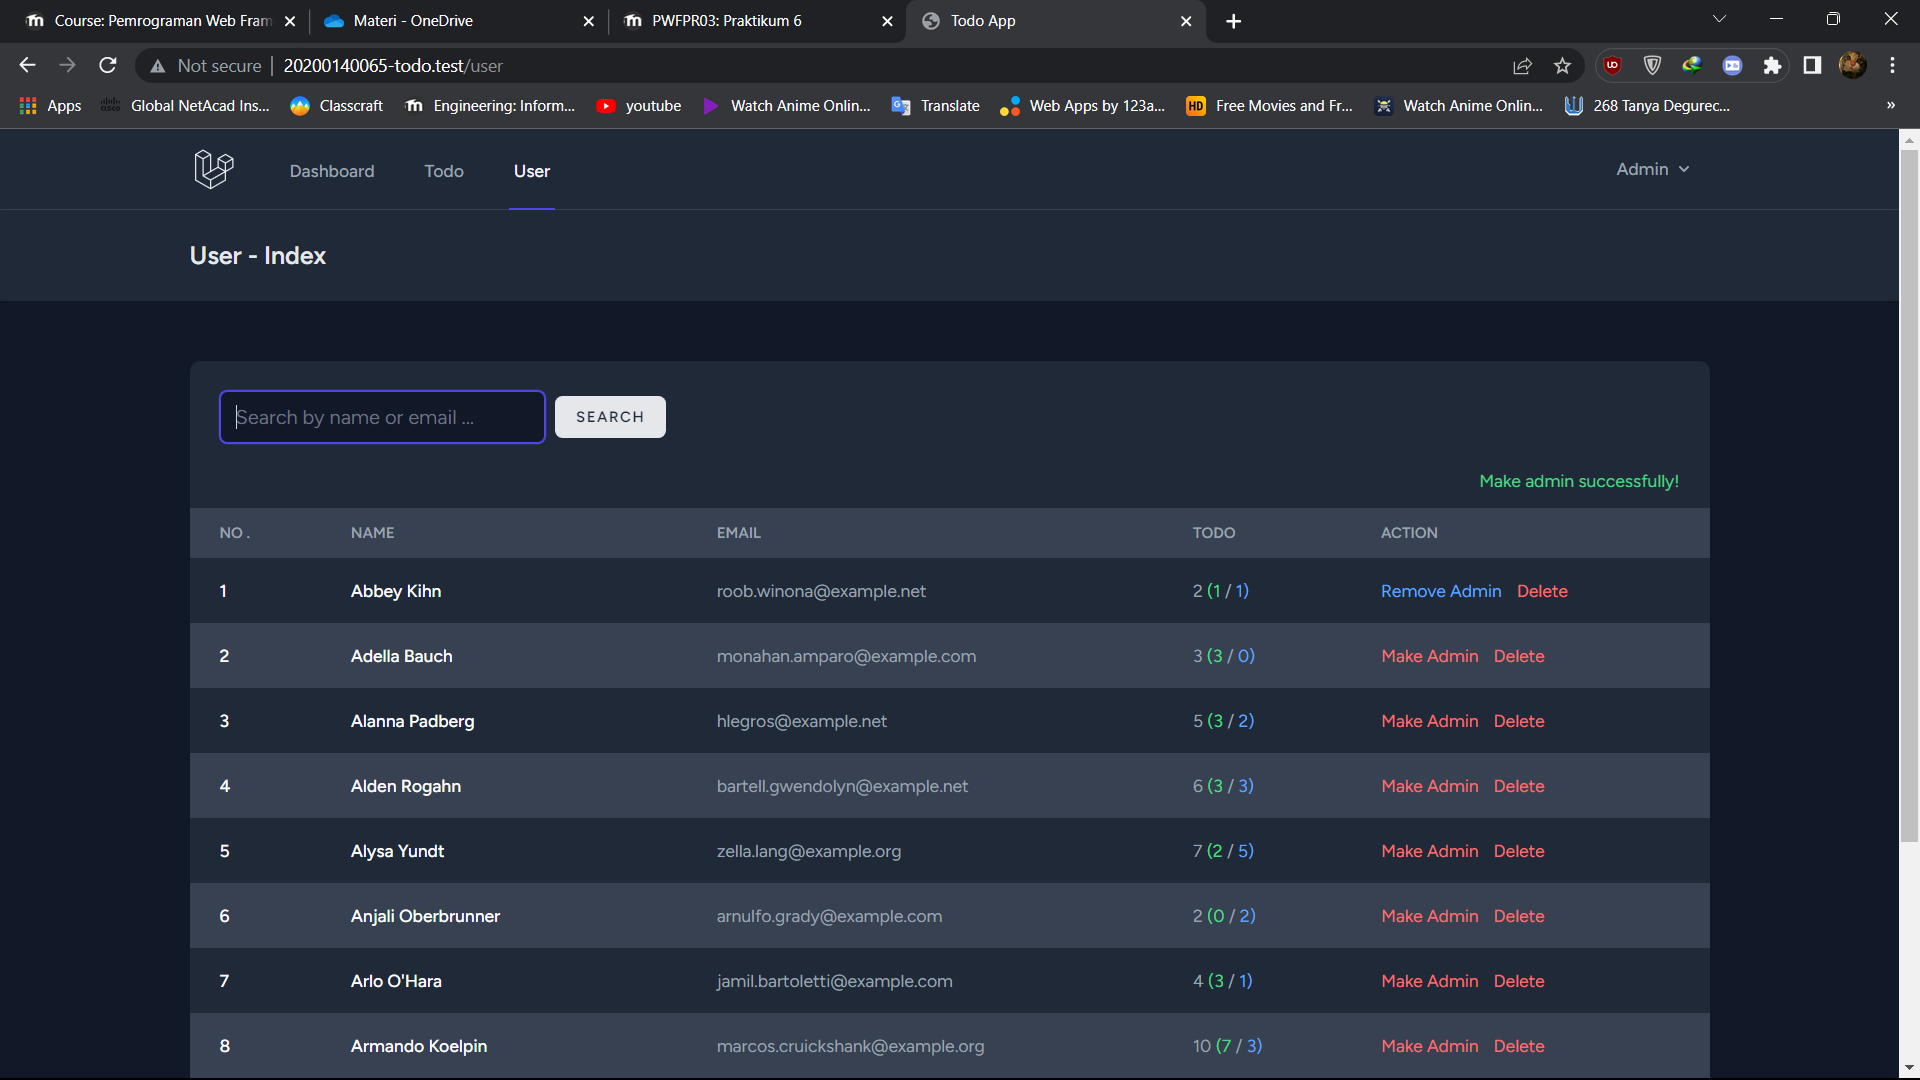 Course: Pemrograman Web Fram
Materi - OneDrive
PWFPR03: Praktikum 6
Todo App
Not secure
20200140065-todo.test/user
Apps
Global NetAcad Ins...
Classcraft
Engineering: Inform...
youtube
Watch Anime Onlin...
Translate
Web Apps by 123a...
Free Movies and Fr...
Watch Anime Onlin...
268 Tanya Degurec...
»
Dashboard Todo User Admin
User - Index
Search by name or email ... SEARCH
Make admin successfully!
NO . NAME EMAIL TODO ACTION
1 Abbey Kihn roob.winona@example.net 2 (1 / 1) Remove Admin Delete
2 Adella Bauch monahan.amparo@example.com 3 (3 / 0) Make Admin Delete
3 Alanna Padberg hlegros@example.net 5 (3 / 2) Make Admin Delete
4 Alden Rogahn bartell.gwendolyn@example.net 6 (3 / 3) Make Admin Delete
5 Alysa Yundt zella.lang@example.org 7 (2 / 5) Make Admin Delete
6 Anjali Oberbrunner arnulfo.grady@example.com 2 (0 / 2) Make Admin Delete
7 Arlo O'Hara jamil.bartoletti@example.com 4 (3 / 1) Make Admin Delete
8 Armando Koelpin marcos.cruickshank@example.org 10 (7 / 3) Make Admin Delete